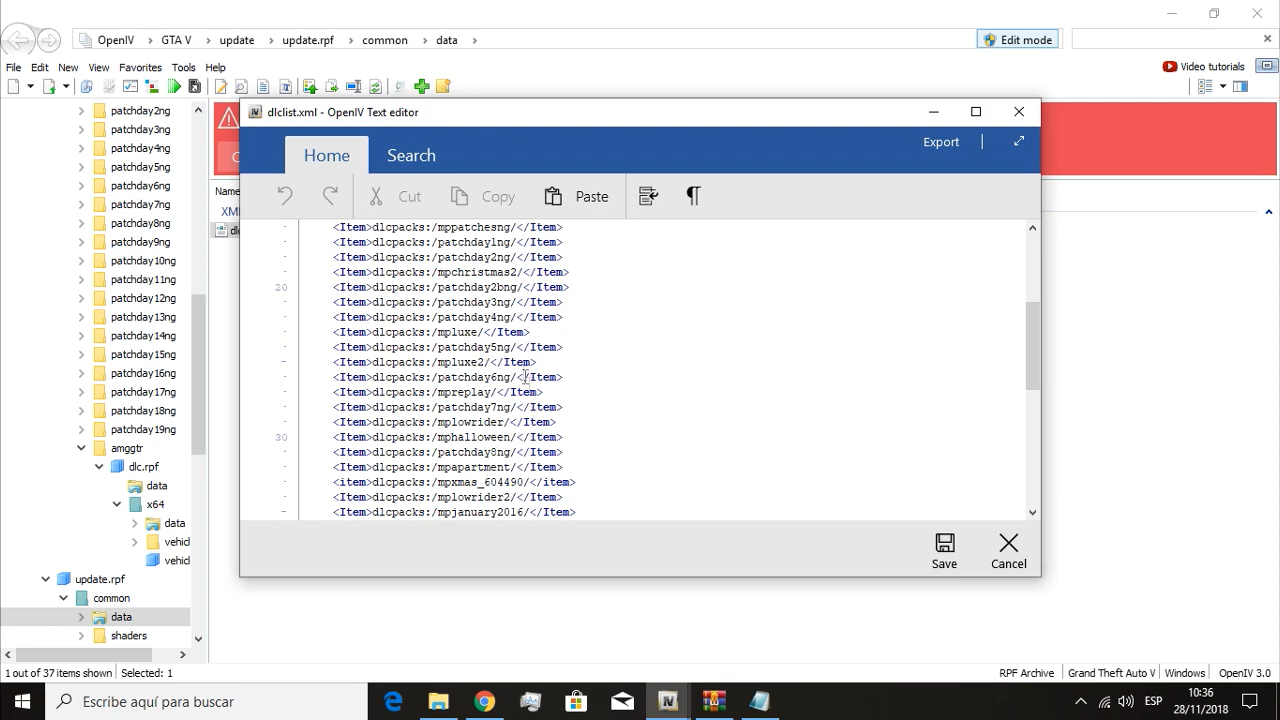 OpenIV GTA V update update.rpf common data Edit mode
File Edit New View Favorites Tools Help Video tutorials
patchday2ng
patchday3ng
patchday4ng
patchday5ng
patchday6ng
patchday7ng
patchday8ng
patchday9ng
patchday10ng
patchday11ng
patchday12ng
patchday13ng
patchday14ng
patchday15ng
patchday16ng
patchday17ng
patchday18ng
patchday19ng
amggtr
dlc.rpf
data
x64
data
vehicl
vehicl
update.rpf
common
data
shaders
Name
XML
dlclist.xml - OpenIV Text editor
Home Search Export
Cut Copy Paste
<Item>dlcpacks:/mppatchesng/</Item>
<Item>dlcpacks:/patchday1ng/</Item>
<Item>dlcpacks:/patchday2ng/</Item>
<Item>dlcpacks:/mpchristmas2/</Item>
20 <Item>dlcpacks:/patchday2bng/</Item>
<Item>dlcpacks:/patchday3ng/</Item>
<Item>dlcpacks:/patchday4ng/</Item>
<Item>dlcpacks:/mpluxe/</Item>
<Item>dlcpacks:/patchday5ng/</Item>
<Item>dlcpacks:/mpluxe2/</Item>
<Item>dlcpacks:/patchday6ng/</Item>
<Item>dlcpacks:/mpreplay/</Item>
<Item>dlcpacks:/patchday7ng/</Item>
<Item>dlcpacks:/mplowrider/</Item>
30 <Item>dlcpacks:/mphalloween/</Item>
<Item>dlcpacks:/patchday8ng/</Item>
<Item>dlcpacks:/mpapartment/</Item>
<item>dlcpacks:/mpxmas_604490/</item>
<Item>dlcpacks:/mplowrider2/</Item>
<Item>dlcpacks:/mpjanuary2016/</Item>
Save Cancel
1 out of 37 items shown Selected: 1 RPF Archive Grand Theft Auto V Windows OpenIV 3.0
Escribe aquí para buscar ESP 10:36
28/11/2018